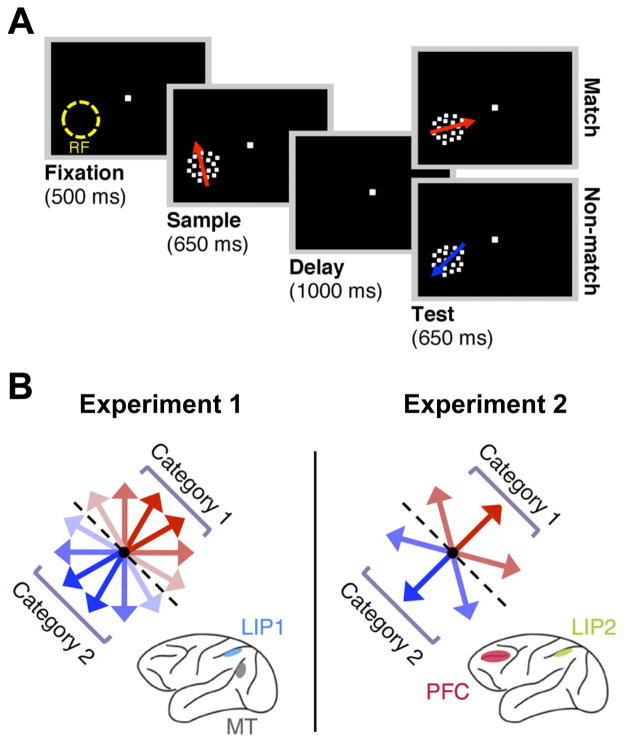 A
RF
Fixation
(500 ms)
Sample
(650 ms)
Delay
(1000 ms)
Match
Non-match
Test
(650 ms)
B
Experiment 1
Category 1
Category 2
LIP1
MT
Experiment 2
Category 1
Category 2
LIP2
PFC